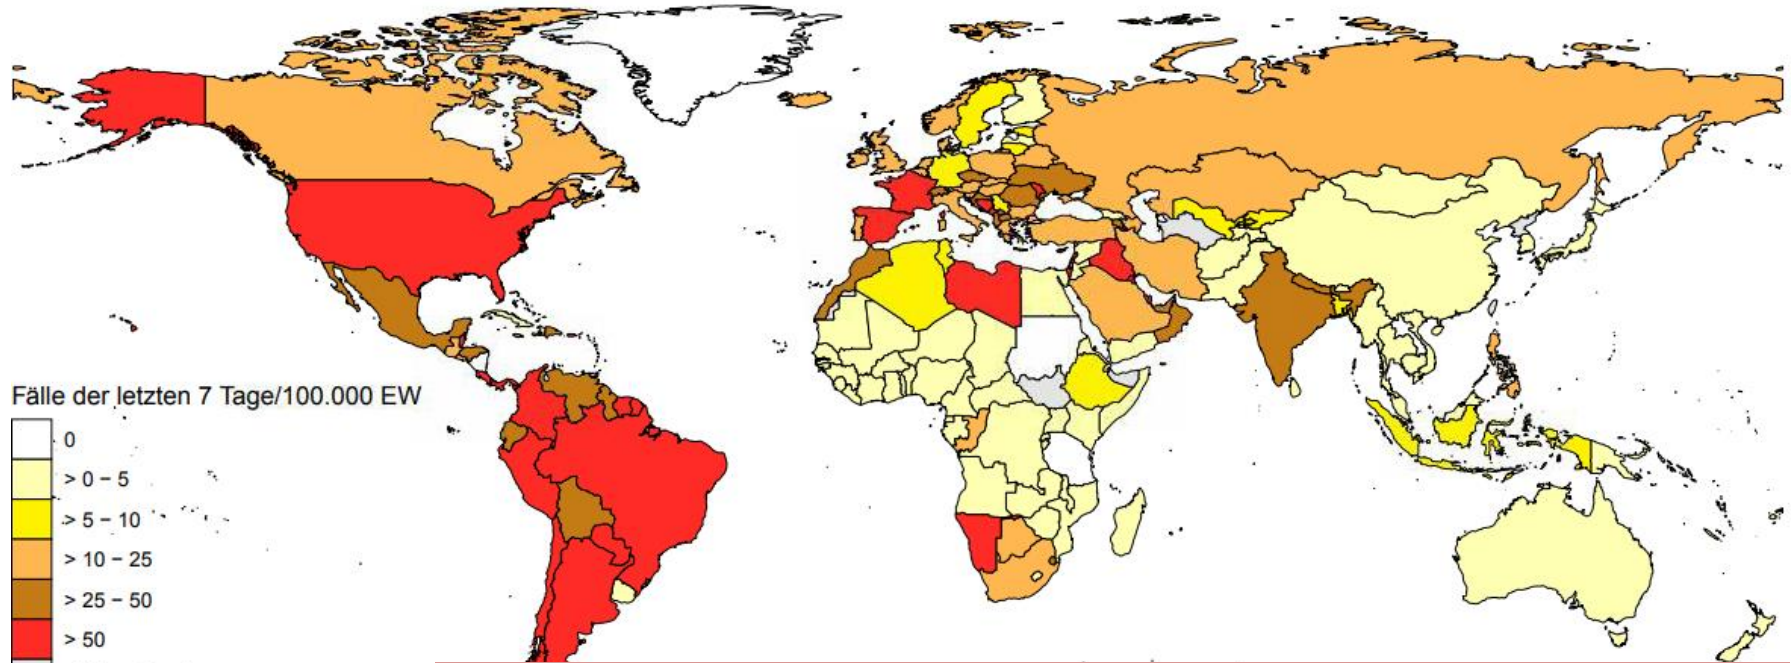 Fälle der letzten 7 Tage/100.000 EW
0
> 0 – 5
> 5 – 10
> 10 – 25
> 25 – 50
> 50